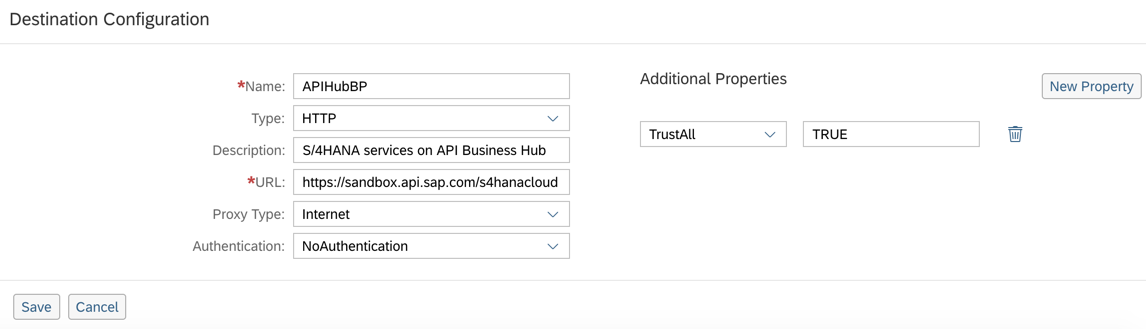 Destination Configuration
*Name: APIHubBP
Type: HTTP
Description: S/4HANA services on API Business Hub
*URL: https://sandbox.api.sap.com/s4hanacloud
Proxy Type: Internet
Authentication: NoAuthentication
Additional Properties
New Property
TrustAll TRUE
Save Cancel